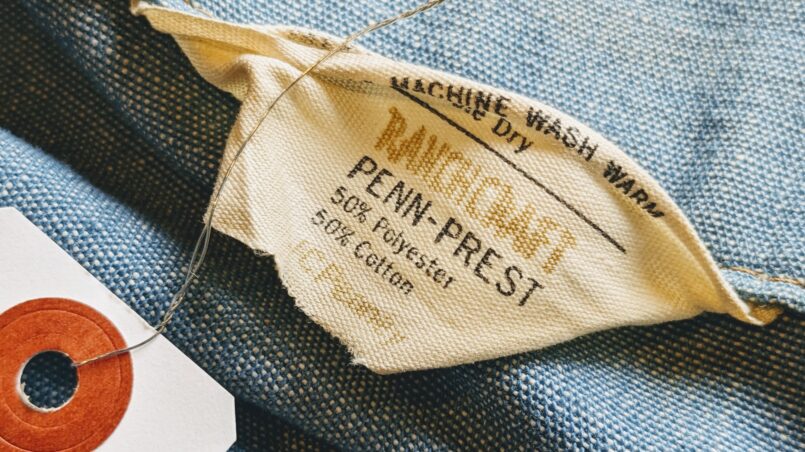 MACHINE WASH WARM
Dry
RANCHCRAFT
PENN-PREST
50% Polyester
50% Cotton